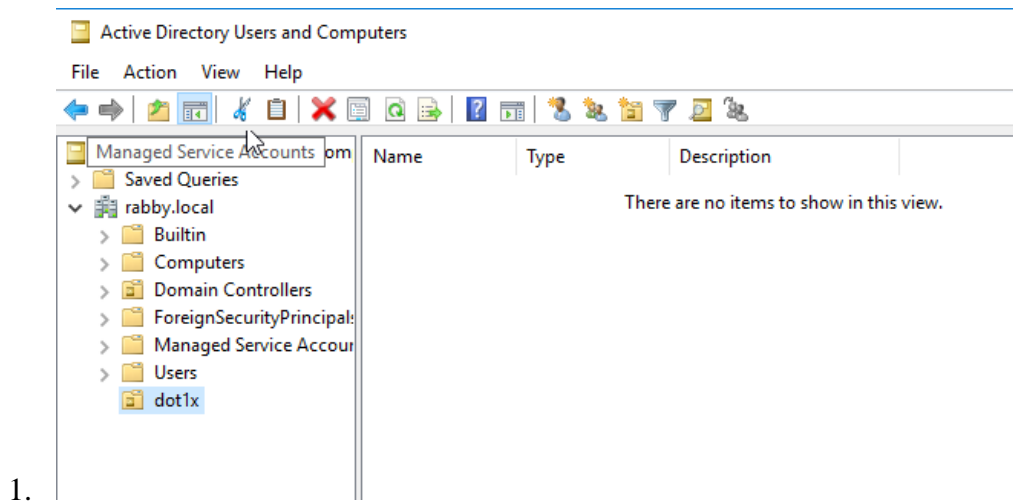 Active Directory Users and Computers
File Action View Help
Managed Service Accounts om Name Type Description
Saved Queries There are no items to show in this view.
rabby.local
Builtin
Computers
Domain Controllers
ForeignSecurityPrincipals
Managed Service Accour
Users
dot1x
1.